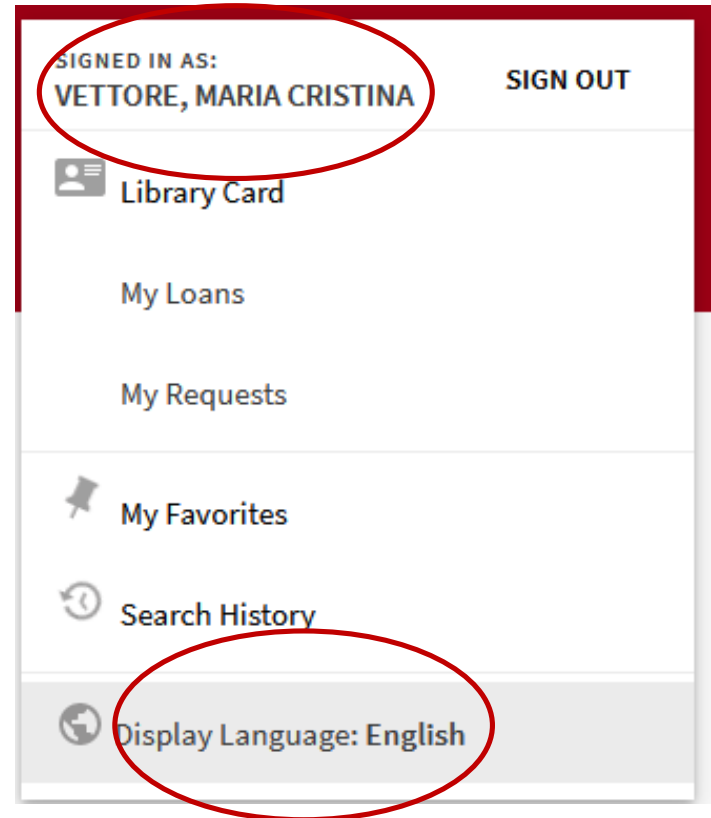 SIGNED IN AS:
VETTORE, MARIA CRISTINA
SIGN OUT
Library Card
My Loans
My Requests
My Favorites
Search History
Display Language: English